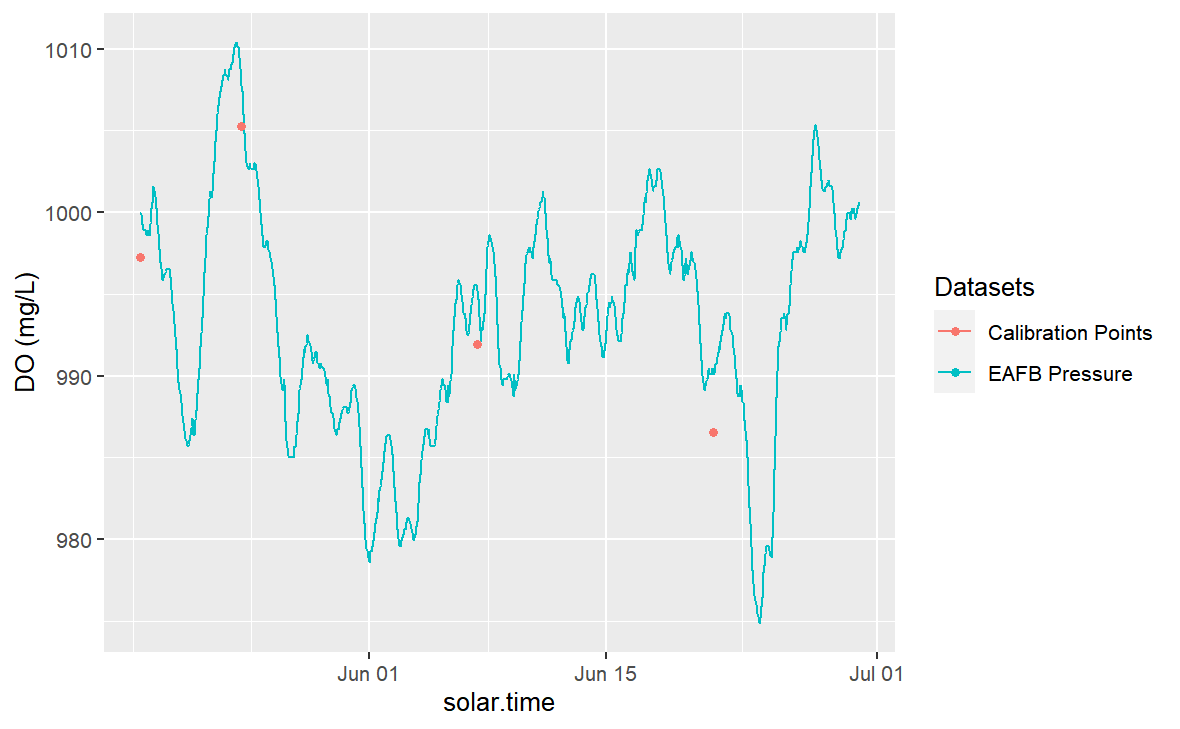 1010
1000
990
980
DO (mg/L)
Jun 01
Jun 15
Jul 01
solar.time
Datasets
Calibration Points
EAFB Pressure